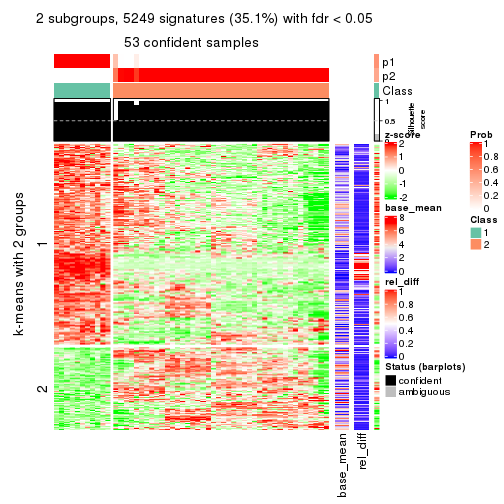 2 subgroups, 5249 signatures (35.1%) with fdr < 0.05
53 confident samples
p1
p2
Class
1
0.5
0
Silhouette
score
k-means with 2 groups
1
2
base_mean
rel_diff
z-score
2
1
0
-1
-2
base_mean
8
6
4
2
0
rel_diff
1
0.8
0.6
0.4
0.2
0
Status (barplots)
confident
ambiguous
Prob
1
0.8
0.6
0.4
0.2
0
Class
1
2